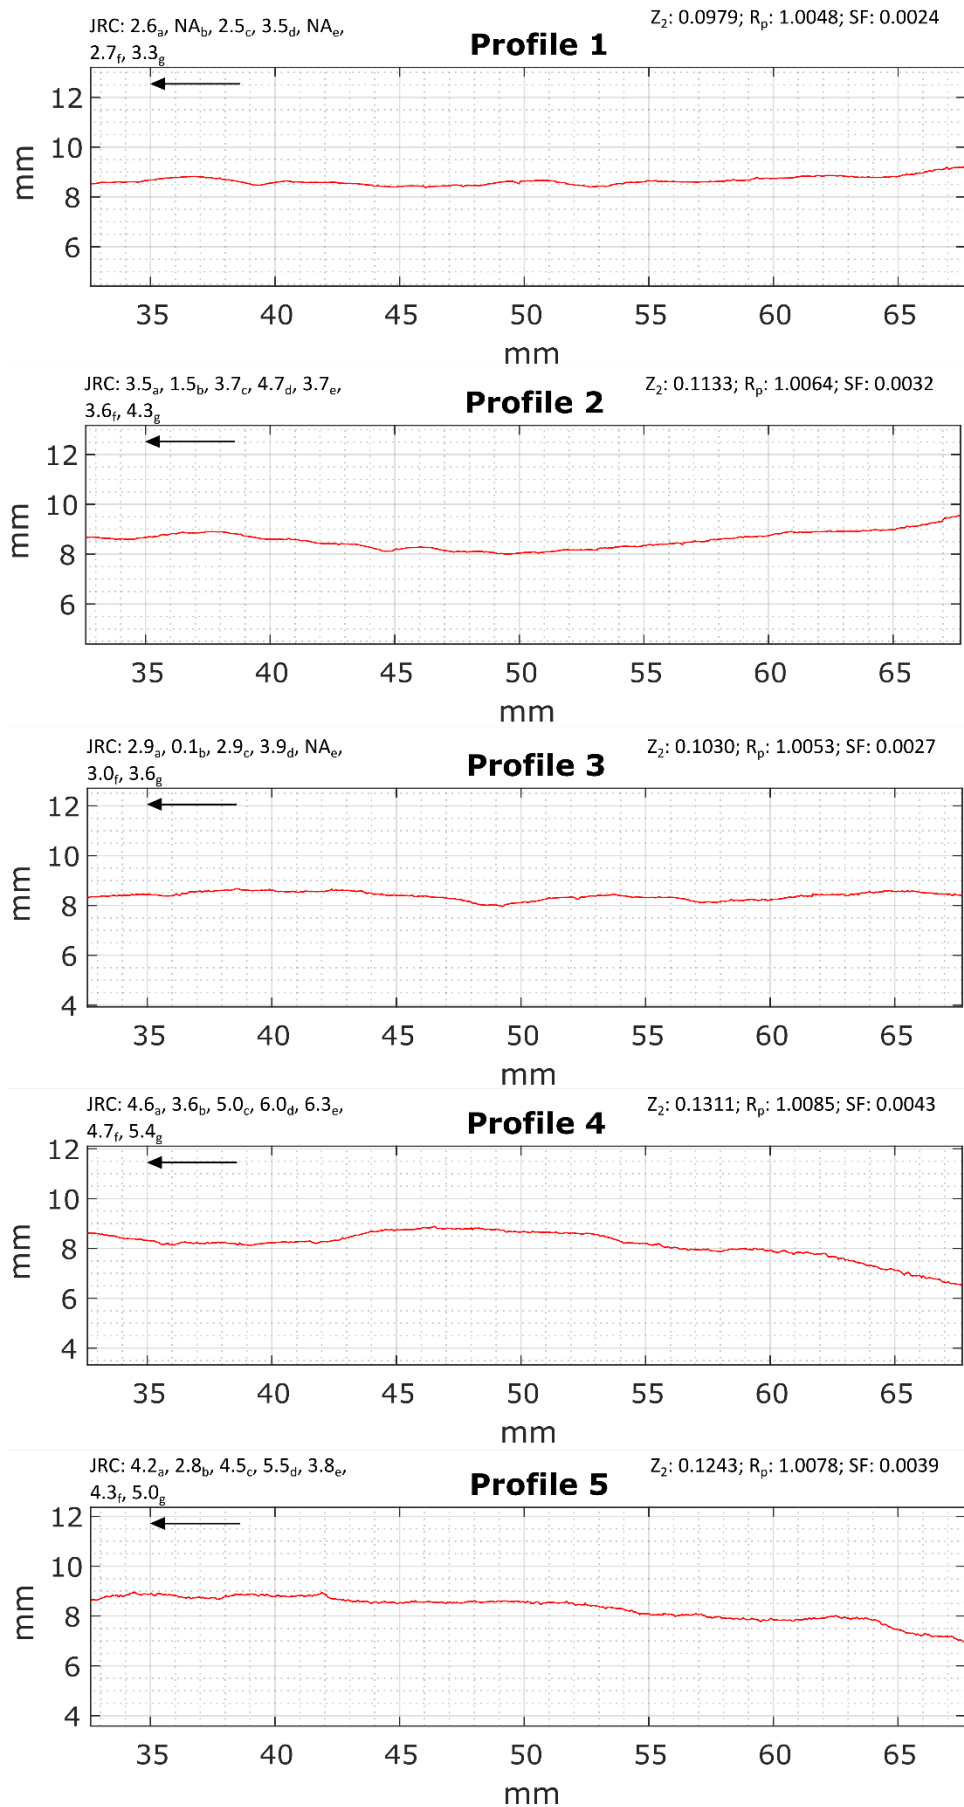 JRC: 2.6a, NAb, 2.5c, 3.5d, NAe,
2.7f, 3.3g
Z2: 0.0979; Rp: 1.0048; SF: 0.0024
Profile 1
12
10
8
6
mm
35 40 45 50 55 60 65
mm
JRC: 3.5a, 1.5b, 3.7c, 4.7d, 3.7e,
3.6f, 4.3g
Z2: 0.1133; Rp: 1.0064; SF: 0.0032
Profile 2
12
10
8
6
mm
35 40 45 50 55 60 65
mm
JRC: 2.9a, 0.1b, 2.9c, 3.9d, NAe,
3.0f, 3.6g
Z2: 0.1030; Rp: 1.0053; SF: 0.0027
Profile 3
12
10
8
6
4
mm
35 40 45 50 55 60 65
mm
JRC: 4.6a, 3.6b, 5.0c, 6.0d, 6.3e,
4.7f, 5.4g
Z2: 0.1311; Rp: 1.0085; SF: 0.0043
Profile 4
12
10
8
6
4
mm
35 40 45 50 55 60 65
mm
JRC: 4.2a, 2.8b, 4.5c, 5.5d, 3.8e,
4.3f, 5.0g
Z2: 0.1243; Rp: 1.0078; SF: 0.0039
Profile 5
12
10
8
6
4
mm
35 40 45 50 55 60 65
mm